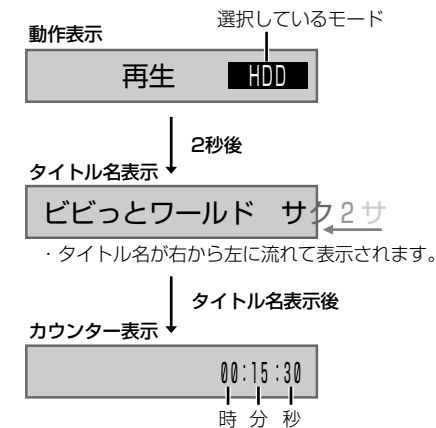 選択しているモード
動作表示
再生 HDD
2秒後
タイトル名表示
ビビっとワールド サク2サ
・タイトル名が右から左に流れて表示されます。
タイトル名表示後
カウンター表示
00:15:30
時 分 秒